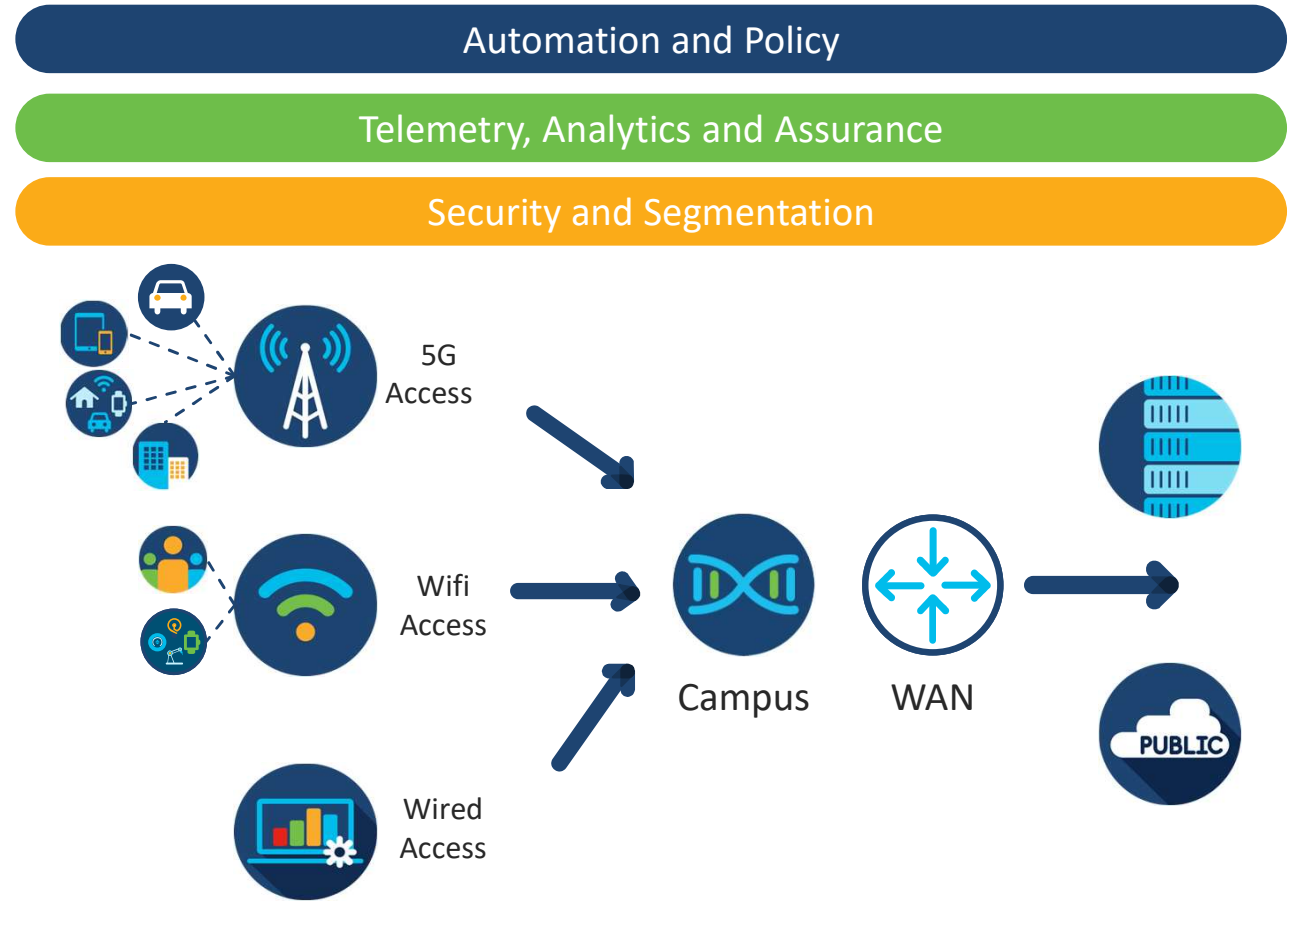 Automation and Policy
Telemetry, Analytics and Assurance
Security and Segmentation
5G
Access
Wifi
Access
Wired
Access
Campus
WAN
PUBLIC